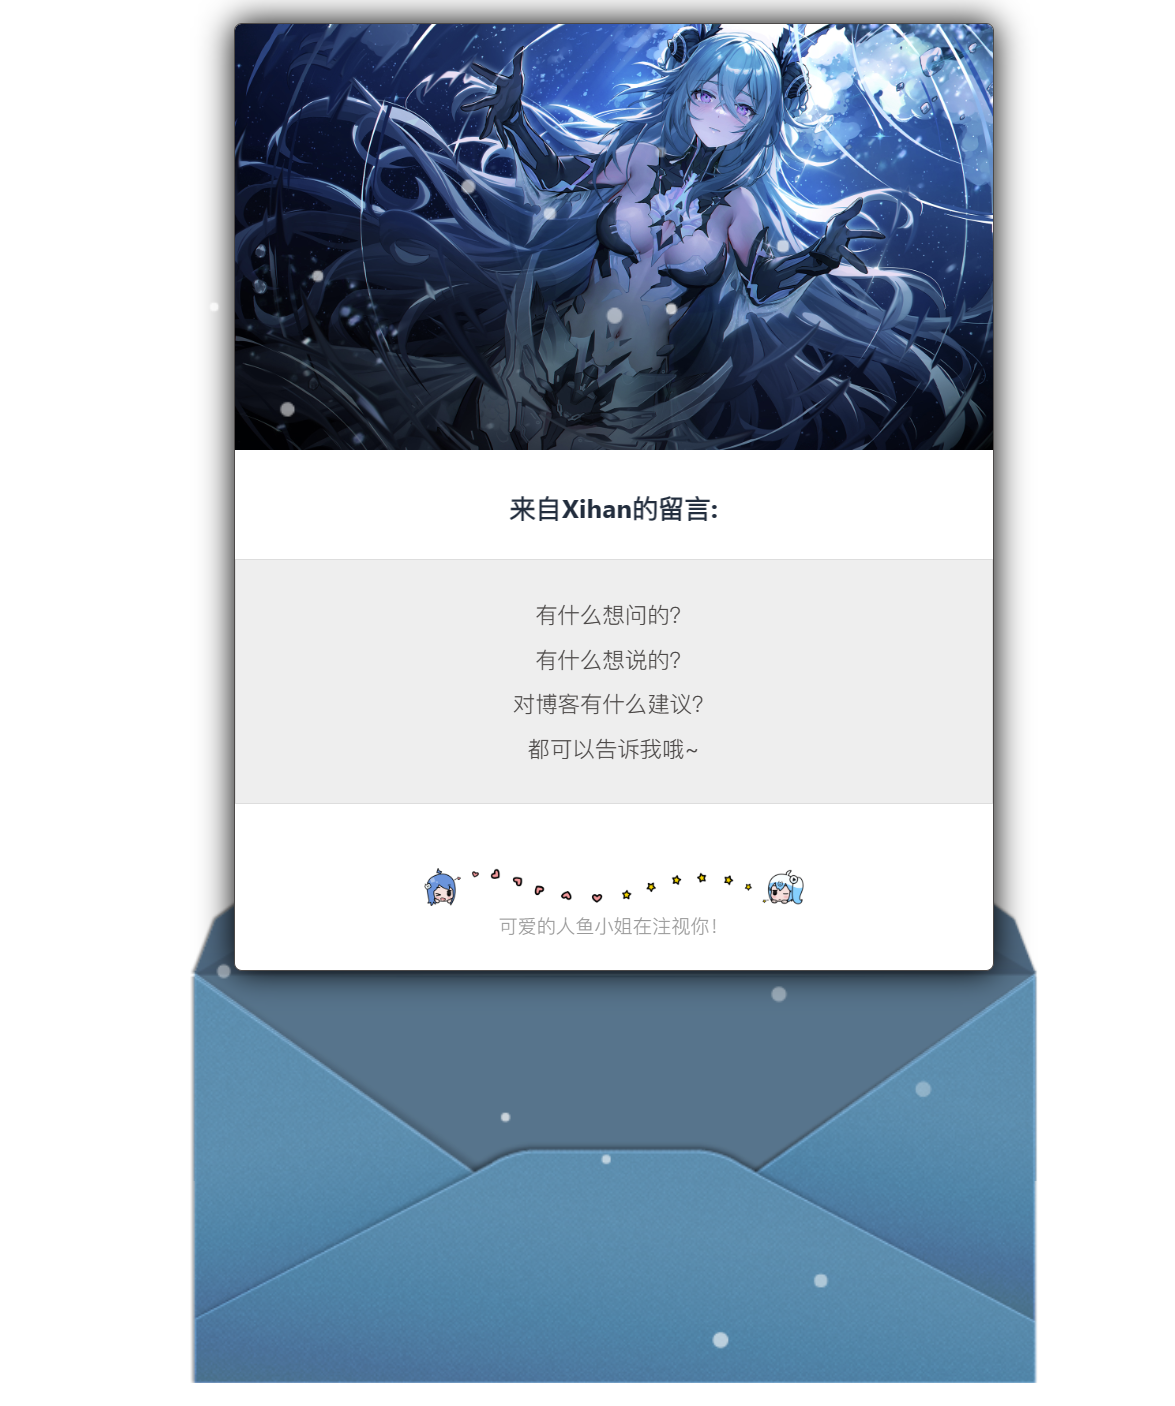 来自Xihan的留言:
有什么想问的?
有什么想说的?
对博客有什么建议?
都可以告诉我哦~
可爱的人鱼小姐在注视你！